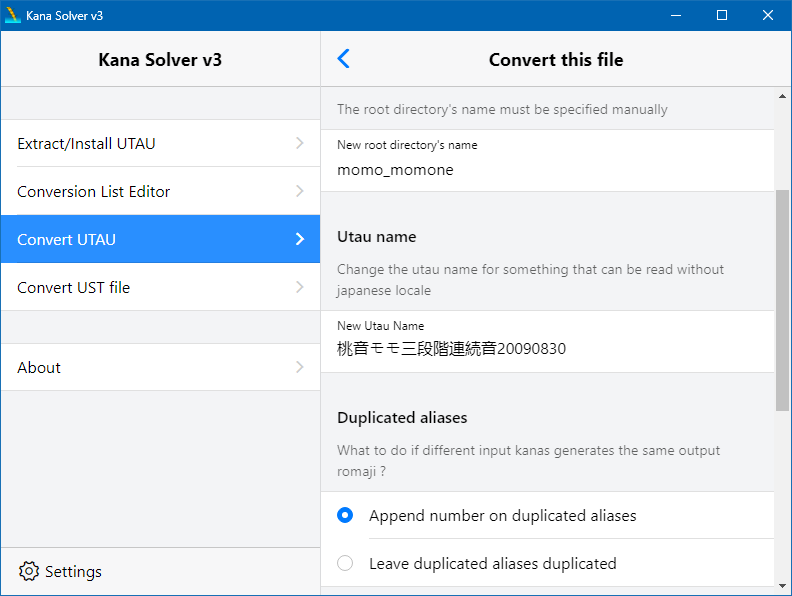 Kana Solver v3
Kana Solver v3
Extract/Install UTAU
Conversion List Editor
Convert UTAU
Convert UST file
About
Settings
Convert this file
The root directory's name must be specified manually
New root directory's name
momo_momone
Utau name
Change the utau name for something that can be read without
japanese locale
New Utau Name
桃音モモ三段階連続音20090830
Duplicated aliases
What to do if different input kanas generates the same output
romaji ?
Append number on duplicated aliases
Leave duplicated aliases duplicated